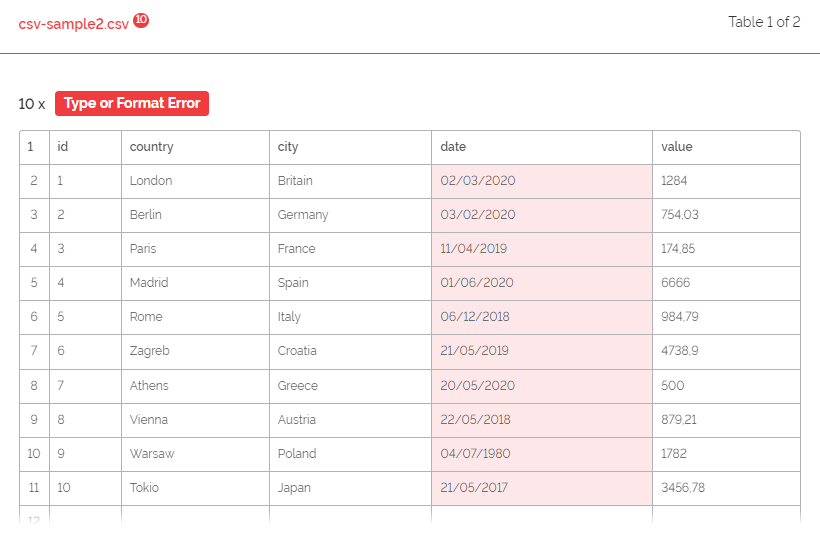 csv-sample2.csv 10
Table 1 of 2
10 x Type or Format Error
1 id country city date value
2 1 London Britain 02/03/2020 1284
3 2 Berlin Germany 03/02/2020 754.03
4 3 Paris France 11/04/2019 174,85
5 4 Madrid Spain 01/06/2020 6666
6 5 Rome Italy 06/12/2018 984,79
7 6 Zagreb Croatia 21/05/2019 4738,9
8 7 Athens Greece 20/05/2020 500
9 8 Vienna Austria 22/05/2018 879,21
10 9 Warsaw Poland 04/07/1980 1782
11 10 Tokio Japan 21/05/2017 3456,78
12